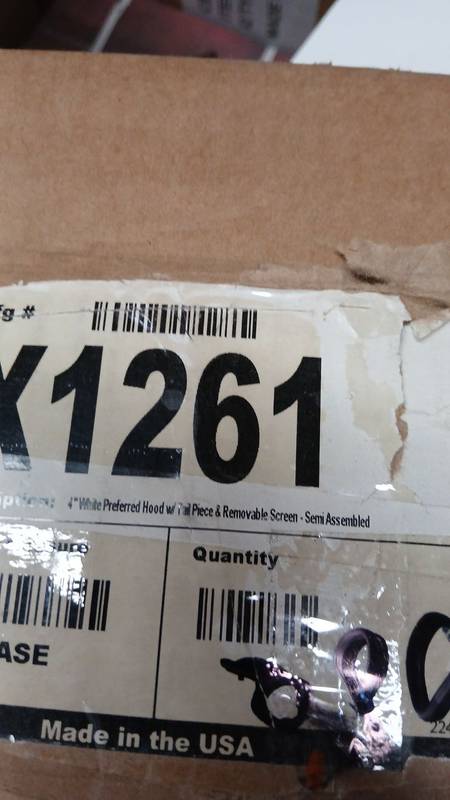 fg #
X1261
4" White Preferred Hood w/ Tail Piece & Removable Screen - Semi Assembled
Quantity
ASE
Made in the USA
224